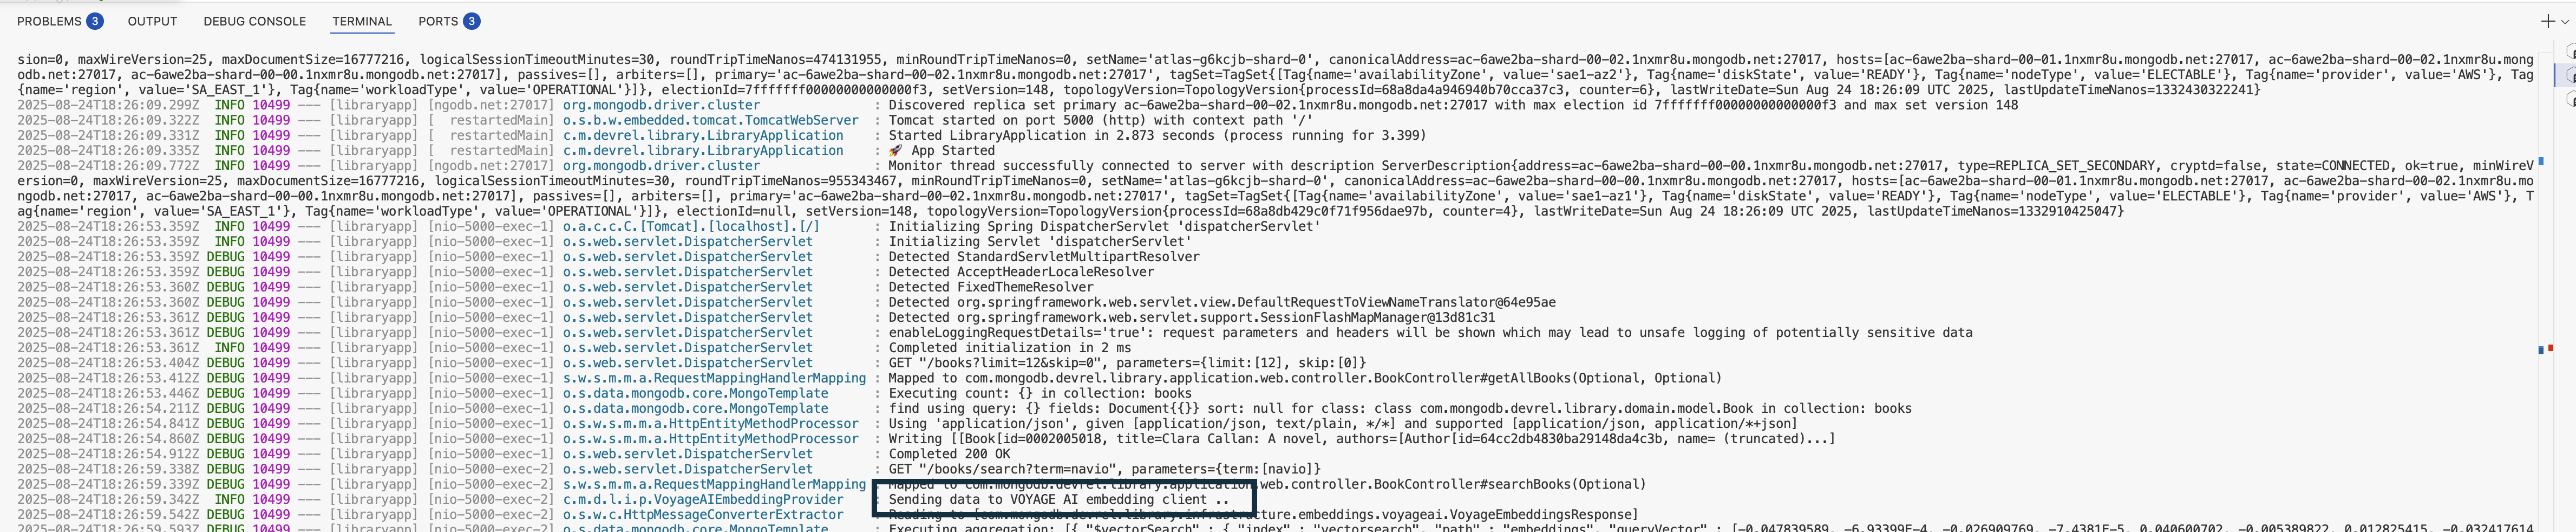 PROBLEMS 3 OUTPUT DEBUG CONSOLE TERMINAL PORTS 3
sion=0, maxWireVersion=25, maxDocumentSize=16777216, logicalSessionTimeoutMinutes=30, roundTripTimeNanos=474131955, minRoundTripTimeNanos=0, setName='atlas-g6kcjb-shard-0', canonicalAddress=ac-6awe2ba-shard-00-02.1nxmr8u.mongodb.net:27017, hosts=[ac-6awe2ba-shard-00-01.1nxmr8u.mongodb.net:27017, ac-6awe2ba-shard-00-02.1nxmr8u.mong
odb.net:27017, ac-6awe2ba-shard-00-00.1nxmr8u.mongodb.net:27017], passives=[], arbiters=[], primary='ac-6awe2ba-shard-00-02.1nxmr8u.mongodb.net:27017', tagSet=TagSet{[Tag{name='availabilityZone', value='sae1-az2'}, Tag{name='diskState', value='READY'}, Tag{name='nodeType', value='ELECTABLE'}, Tag{name='provider', value='AWS'}, Tag
{name='region', value='SA_EAST_1'}, Tag{name='workloadType', value='OPERATIONAL'}]}, electionId=7fffffff00000000000000f3, setVersion=148, topologyVersion=TopologyVersion{processId=68a8da4a946940b70cca37c3, counter=6}, lastWriteDate=Sun Aug 24 18:26:09 UTC 2025, lastUpdateTimeNanos=1332430322241}
2025-08-24T18:26:09.299Z INFO 10499 --- [libraryapp] [ngodb.net:27017] org.mongodb.driver.cluster : Discovered replica set primary ac-6awe2ba-shard-00-02.1nxmr8u.mongodb.net:27017 with max election id 7fffffff00000000000000f3 and max set version 148
2025-08-24T18:26:09.322Z INFO 10499 --- [libraryapp] [ restartedMain] o.s.b.w.embedded.tomcat.TomcatWebServer : Tomcat started on port 5000 (http) with context path '/'
2025-08-24T18:26:09.331Z INFO 10499 --- [libraryapp] [ restartedMain] c.m.devrel.library.LibraryApplication : Started LibraryApplication in 2.873 seconds (process running for 3.399)
2025-08-24T18:26:09.335Z INFO 10499 --- [libraryapp] [ restartedMain] c.m.devrel.library.LibraryApplication : 🚀 App Started
2025-08-24T18:26:09.772Z INFO 10499 --- [libraryapp] [ngodb.net:27017] org.mongodb.driver.cluster : Monitor thread successfully connected to server with description ServerDescription{address=ac-6awe2ba-shard-00-00.1nxmr8u.mongodb.net:27017, type=REPLICA_SET_SECONDARY, cryptd=false, state=CONNECTED, ok=true, minWireV
ersion=0, maxWireVersion=25, maxDocumentSize=16777216, logicalSessionTimeoutMinutes=30, roundTripTimeNanos=955343467, minRoundTripTimeNanos=0, setName='atlas-g6kcjb-shard-0', canonicalAddress=ac-6awe2ba-shard-00-00.1nxmr8u.mongodb.net:27017, hosts=[ac-6awe2ba-shard-00-01.1nxmr8u.mongodb.net:27017, ac-6awe2ba-shard-00-02.1nxmr8u.mo
ngodb.net:27017, ac-6awe2ba-shard-00-00.1nxmr8u.mongodb.net:27017], passives=[], arbiters=[], primary='ac-6awe2ba-shard-00-02.1nxmr8u.mongodb.net:27017', tagSet=TagSet{[Tag{name='availabilityZone', value='sae1-az1'}, Tag{name='diskState', value='READY'}, Tag{name='nodeType', value='ELECTABLE'}, Tag{name='provider', value='AWS'}, T
ag{name='region', value='SA_EAST_1'}, Tag{name='workloadType', value='OPERATIONAL'}]}, electionId=null, setVersion=148, topologyVersion=TopologyVersion{processId=68a8db429c0f71f956dae97b, counter=4}, lastWriteDate=Sun Aug 24 18:26:09 UTC 2025, lastUpdateTimeNanos=1332910425047}
2025-08-24T18:26:53.359Z INFO 10499 --- [libraryapp] [nio-5000-exec-1] o.a.c.c.C.[Tomcat].[localhost].[/] : Initializing Spring DispatcherServlet 'dispatcherServlet'
2025-08-24T18:26:53.359Z INFO 10499 --- [libraryapp] [nio-5000-exec-1] o.s.web.servlet.DispatcherServlet : Initializing Servlet 'dispatcherServlet'
2025-08-24T18:26:53.359Z DEBUG 10499 --- [libraryapp] [nio-5000-exec-1] o.s.web.servlet.DispatcherServlet : Detected StandardServletMultipartResolver
2025-08-24T18:26:53.359Z DEBUG 10499 --- [libraryapp] [nio-5000-exec-1] o.s.web.servlet.DispatcherServlet : Detected AcceptHeaderLocaleResolver
2025-08-24T18:26:53.360Z DEBUG 10499 --- [libraryapp] [nio-5000-exec-1] o.s.web.servlet.DispatcherServlet : Detected FixedThemeResolver
2025-08-24T18:26:53.360Z DEBUG 10499 --- [libraryapp] [nio-5000-exec-1] o.s.web.servlet.DispatcherServlet : Detected org.springframework.web.servlet.view.DefaultRequestToViewNameTranslator@64e95ae
2025-08-24T18:26:53.361Z DEBUG 10499 --- [libraryapp] [nio-5000-exec-1] o.s.web.servlet.DispatcherServlet : Detected org.springframework.web.servlet.support.SessionFlashMapManager@13d81c31
2025-08-24T18:26:53.361Z DEBUG 10499 --- [libraryapp] [nio-5000-exec-1] o.s.web.servlet.DispatcherServlet : enableLoggingRequestDetails='true': request parameters and headers will be shown which may lead to unsafe logging of potentially sensitive data
2025-08-24T18:26:53.361Z INFO 10499 --- [libraryapp] [nio-5000-exec-1] o.s.web.servlet.DispatcherServlet : Completed initialization in 2 ms
2025-08-24T18:26:53.404Z DEBUG 10499 --- [libraryapp] [nio-5000-exec-1] o.s.web.servlet.DispatcherServlet : GET "/books?limit=12&skip=0", parameters={limit:[12], skip:[0]}
2025-08-24T18:26:53.412Z DEBUG 10499 --- [libraryapp] [nio-5000-exec-1] s.w.s.m.m.a.RequestMappingHandlerMapping : Mapped to com.mongodb.devrel.library.application.web.controller.BookController#getAllBooks(Optional, Optional)
2025-08-24T18:26:53.446Z DEBUG 10499 --- [libraryapp] [nio-5000-exec-1] o.s.data.mongodb.core.MongoTemplate : Executing count: {} in collection: books
2025-08-24T18:26:54.211Z DEBUG 10499 --- [libraryapp] [nio-5000-exec-1] o.s.data.mongodb.core.MongoTemplate : find using query: {} fields: Document{{}} sort: null for class: class com.mongodb.devrel.library.domain.model.Book in collection: books
2025-08-24T18:26:54.841Z DEBUG 10499 --- [libraryapp] [nio-5000-exec-1] o.s.w.s.m.m.a.HttpEntityMethodProcessor : Using 'application/json', given [application/json, text/plain, */*] and supported [application/json, application/*+json]
2025-08-24T18:26:54.860Z DEBUG 10499 --- [libraryapp] [nio-5000-exec-1] o.s.w.s.m.m.a.HttpEntityMethodProcessor : Writing [[Book[id=0002005018, title=Clara Callan: A novel, authors=[Author[id=64cc2db4830ba29148da4c3b, name= (truncated)...]
2025-08-24T18:26:54.912Z DEBUG 10499 --- [libraryapp] [nio-5000-exec-1] o.s.web.servlet.DispatcherServlet : Completed 200 OK
2025-08-24T18:26:59.338Z DEBUG 10499 --- [libraryapp] [nio-5000-exec-2] o.s.web.servlet.DispatcherServlet : GET "/books/search?term=navio", parameters={term:[navio]}
2025-08-24T18:26:59.339Z DEBUG 10499 --- [libraryapp] [nio-5000-exec-2] s.w.s.m.m.a.RequestMappingHandlerMapping : Mapped to com.mongodb.devrel.library.application.web.controller.BookController#searchBooks(Optional)
2025-08-24T18:26:59.342Z INFO 10499 --- [libraryapp] [nio-5000-exec-2] c.m.d.l.i.p.VoyageAIEmbeddingProvider : Sending data to VOYAGE AI embedding client ..
2025-08-24T18:26:59.542Z DEBUG 10499 --- [libraryapp] [nio-5000-exec-2] o.s.w.c.HttpMessageConverterExtractor : Reading to [com.mongodb.devrel.library.infrastructure.embeddings.voyageai.VoyageEmbeddingsResponse]
2025-08-24T18:26:59.593Z DEBUG 10499 --- [libraryapp] [nio-5000-exec-2] o.s.data.mongodb.core.MongoTemplate : Executing aggregation: [{ "$vectorSearch" : { "index" : "vectorsearch", "path" : "embeddings", "queryVector" : [-0.047839589, -6.93399E-4, -0.026909769, -7.4381E-5, 0.040600702, -0.005389822, 0.012825415, -0.032417614